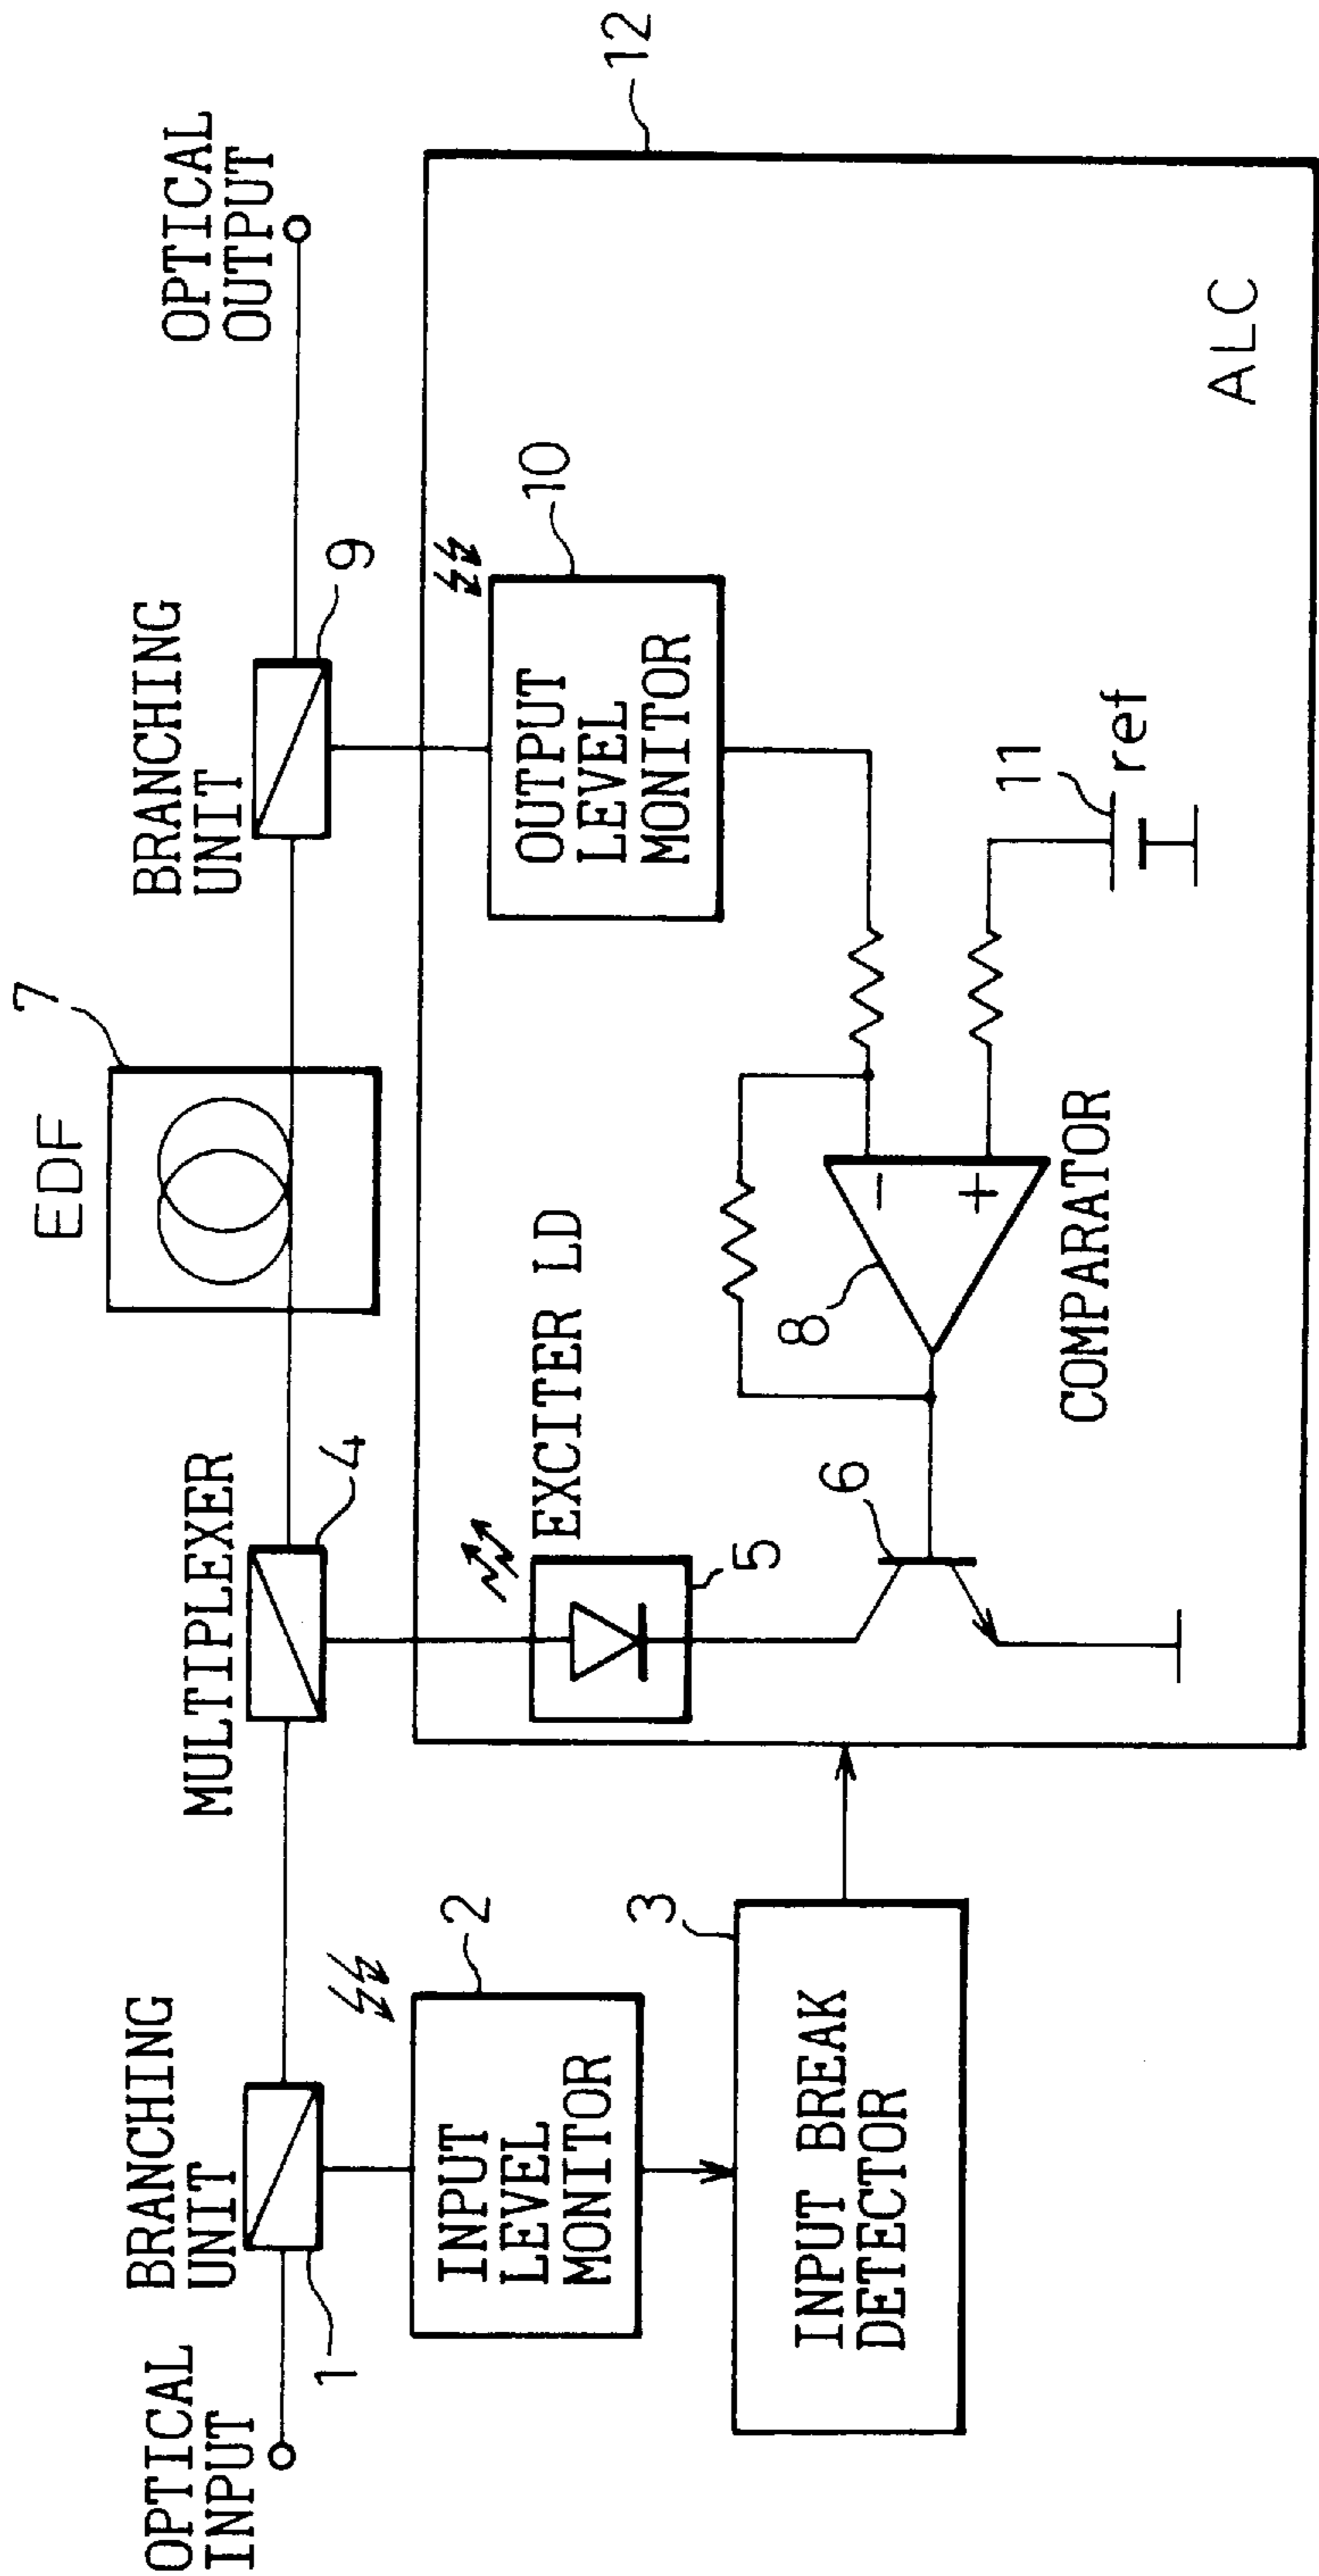 OPTICAL
INPUT
1
BRANCHING
UNIT
INPUT
LEVEL
MONITOR
2
INPUT BREAK
DETECTOR
3
MULTIPLEXER
4
EXCITER LD
5
6
EDF
7
8
COMPARATOR
-
+
BRANCHING
UNIT
9
OUTPUT
LEVEL
MONITOR
10
11
ref
OPTICAL
OUTPUT
12
ALC